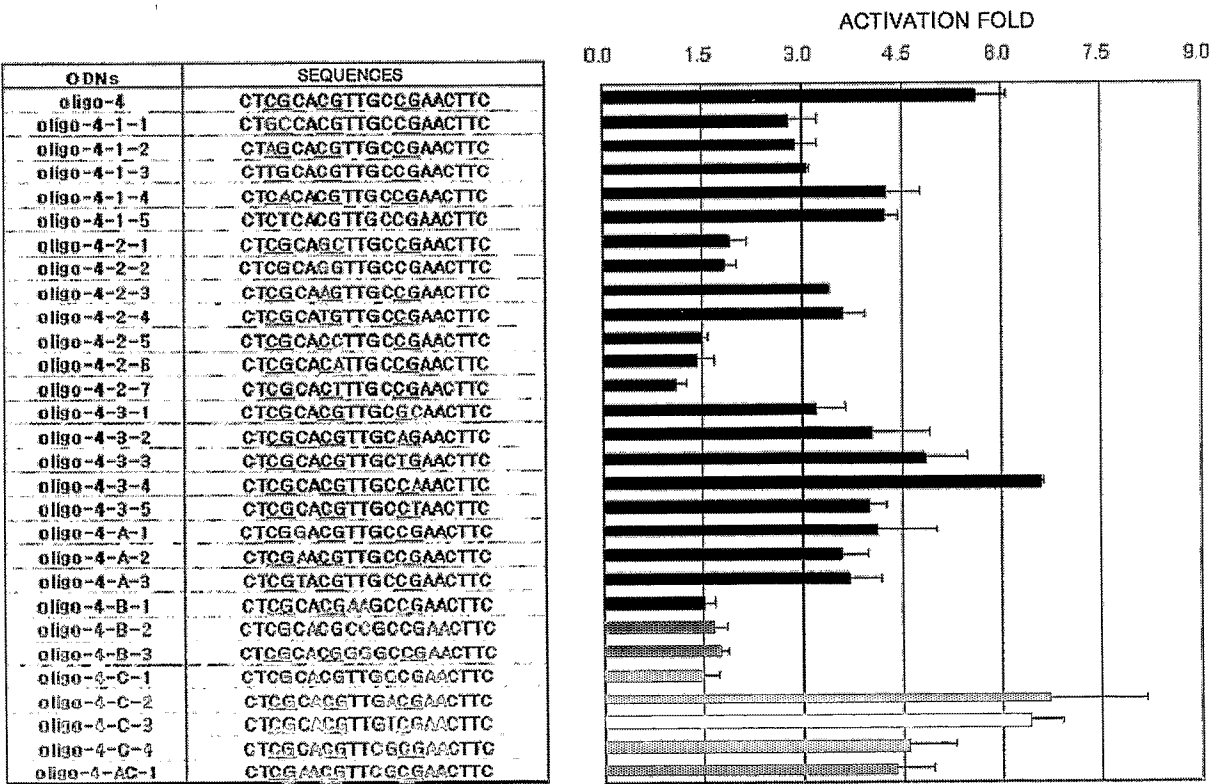 ACTIVATION FOLD
0.0 1.5 3.0 4.5 6.0 7.5 9.0
ODNs SEQUENCES
oligo-4 CTCGCACGTTGCCGAACTTC
oligo-4-1-1 CTGCCACGTTGCCGAACTTC
oligo-4-1-2 CTAGCACGTTGCCGAACTTC
oligo-4-1-3 CTTGCACGTTGCCGAACTTC
oligo-4-1-4 CTCACACGTTGCCGAACTTC
oligo-4-1-5 CTCTCACGTTGCCGAACTTC
oligo-4-2-1 CTCGCAGCTTGCCGAACTTC
oligo-4-2-2 CTCGCAGGTTGCCGAACTTC
oligo-4-2-3 CTCGCAAGTTGCCGAACTTC
oligo-4-2-4 CTCGCATGTTGCCGAACTTC
oligo-4-2-5 CTCGCACCTTGCCGAACTTC
oligo-4-2-6 CTCGCACATTGCCGAACTTC
oligo-4-2-7 CTCGCACTTTGCCGAACTTC
oligo-4-3-1 CTCGCACGTTGCGCAACTTC
oligo-4-3-2 CTCGCACGTTGCAGAACTTC
oligo-4-3-3 CTCGCACGTTGCTGAACTTC
oligo-4-3-4 CTCGCACGTTGCCAAACTTC
oligo-4-3-5 CTCGCACGTTGCCTAACTTC
oligo-4-A-1 CTCGGACGTTGCCGAACTTC
oligo-4-A-2 CTCGAACGTTGCCGAACTTC
oligo-4-A-3 CTCGTACGTTGCCGAACTTC
oligo-4-B-1 CTCGCACGAAGCCGAACTTC
oligo-4-B-2 CTCGCACGCCGCCGAACTTC
oligo-4-B-3 CTCGCACGGGGCCGAACTTC
oligo-4-C-1 CTCGCACGTTGGCGAACTTC
oligo-4-C-2 CTCGCACGTTGACGAACTTC
oligo-4-C-3 CTCGCACGTTGTCGAACTTC
oligo-4-C-4 CTCGCACGTTCGCGAACTTC
oligo-4-AC-1 CTCGAACGTTCGCGAACTTC